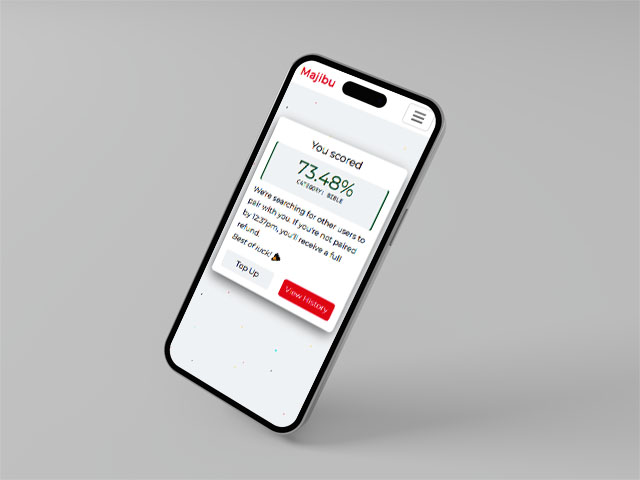 Majibu
You scored
73.48%
CATEGORY: BIBLE
We're searching for other users to
pair with you. If you're not paired
by 12:37pm, you'll receive a full
refund.
Best of luck!
Top Up
View History